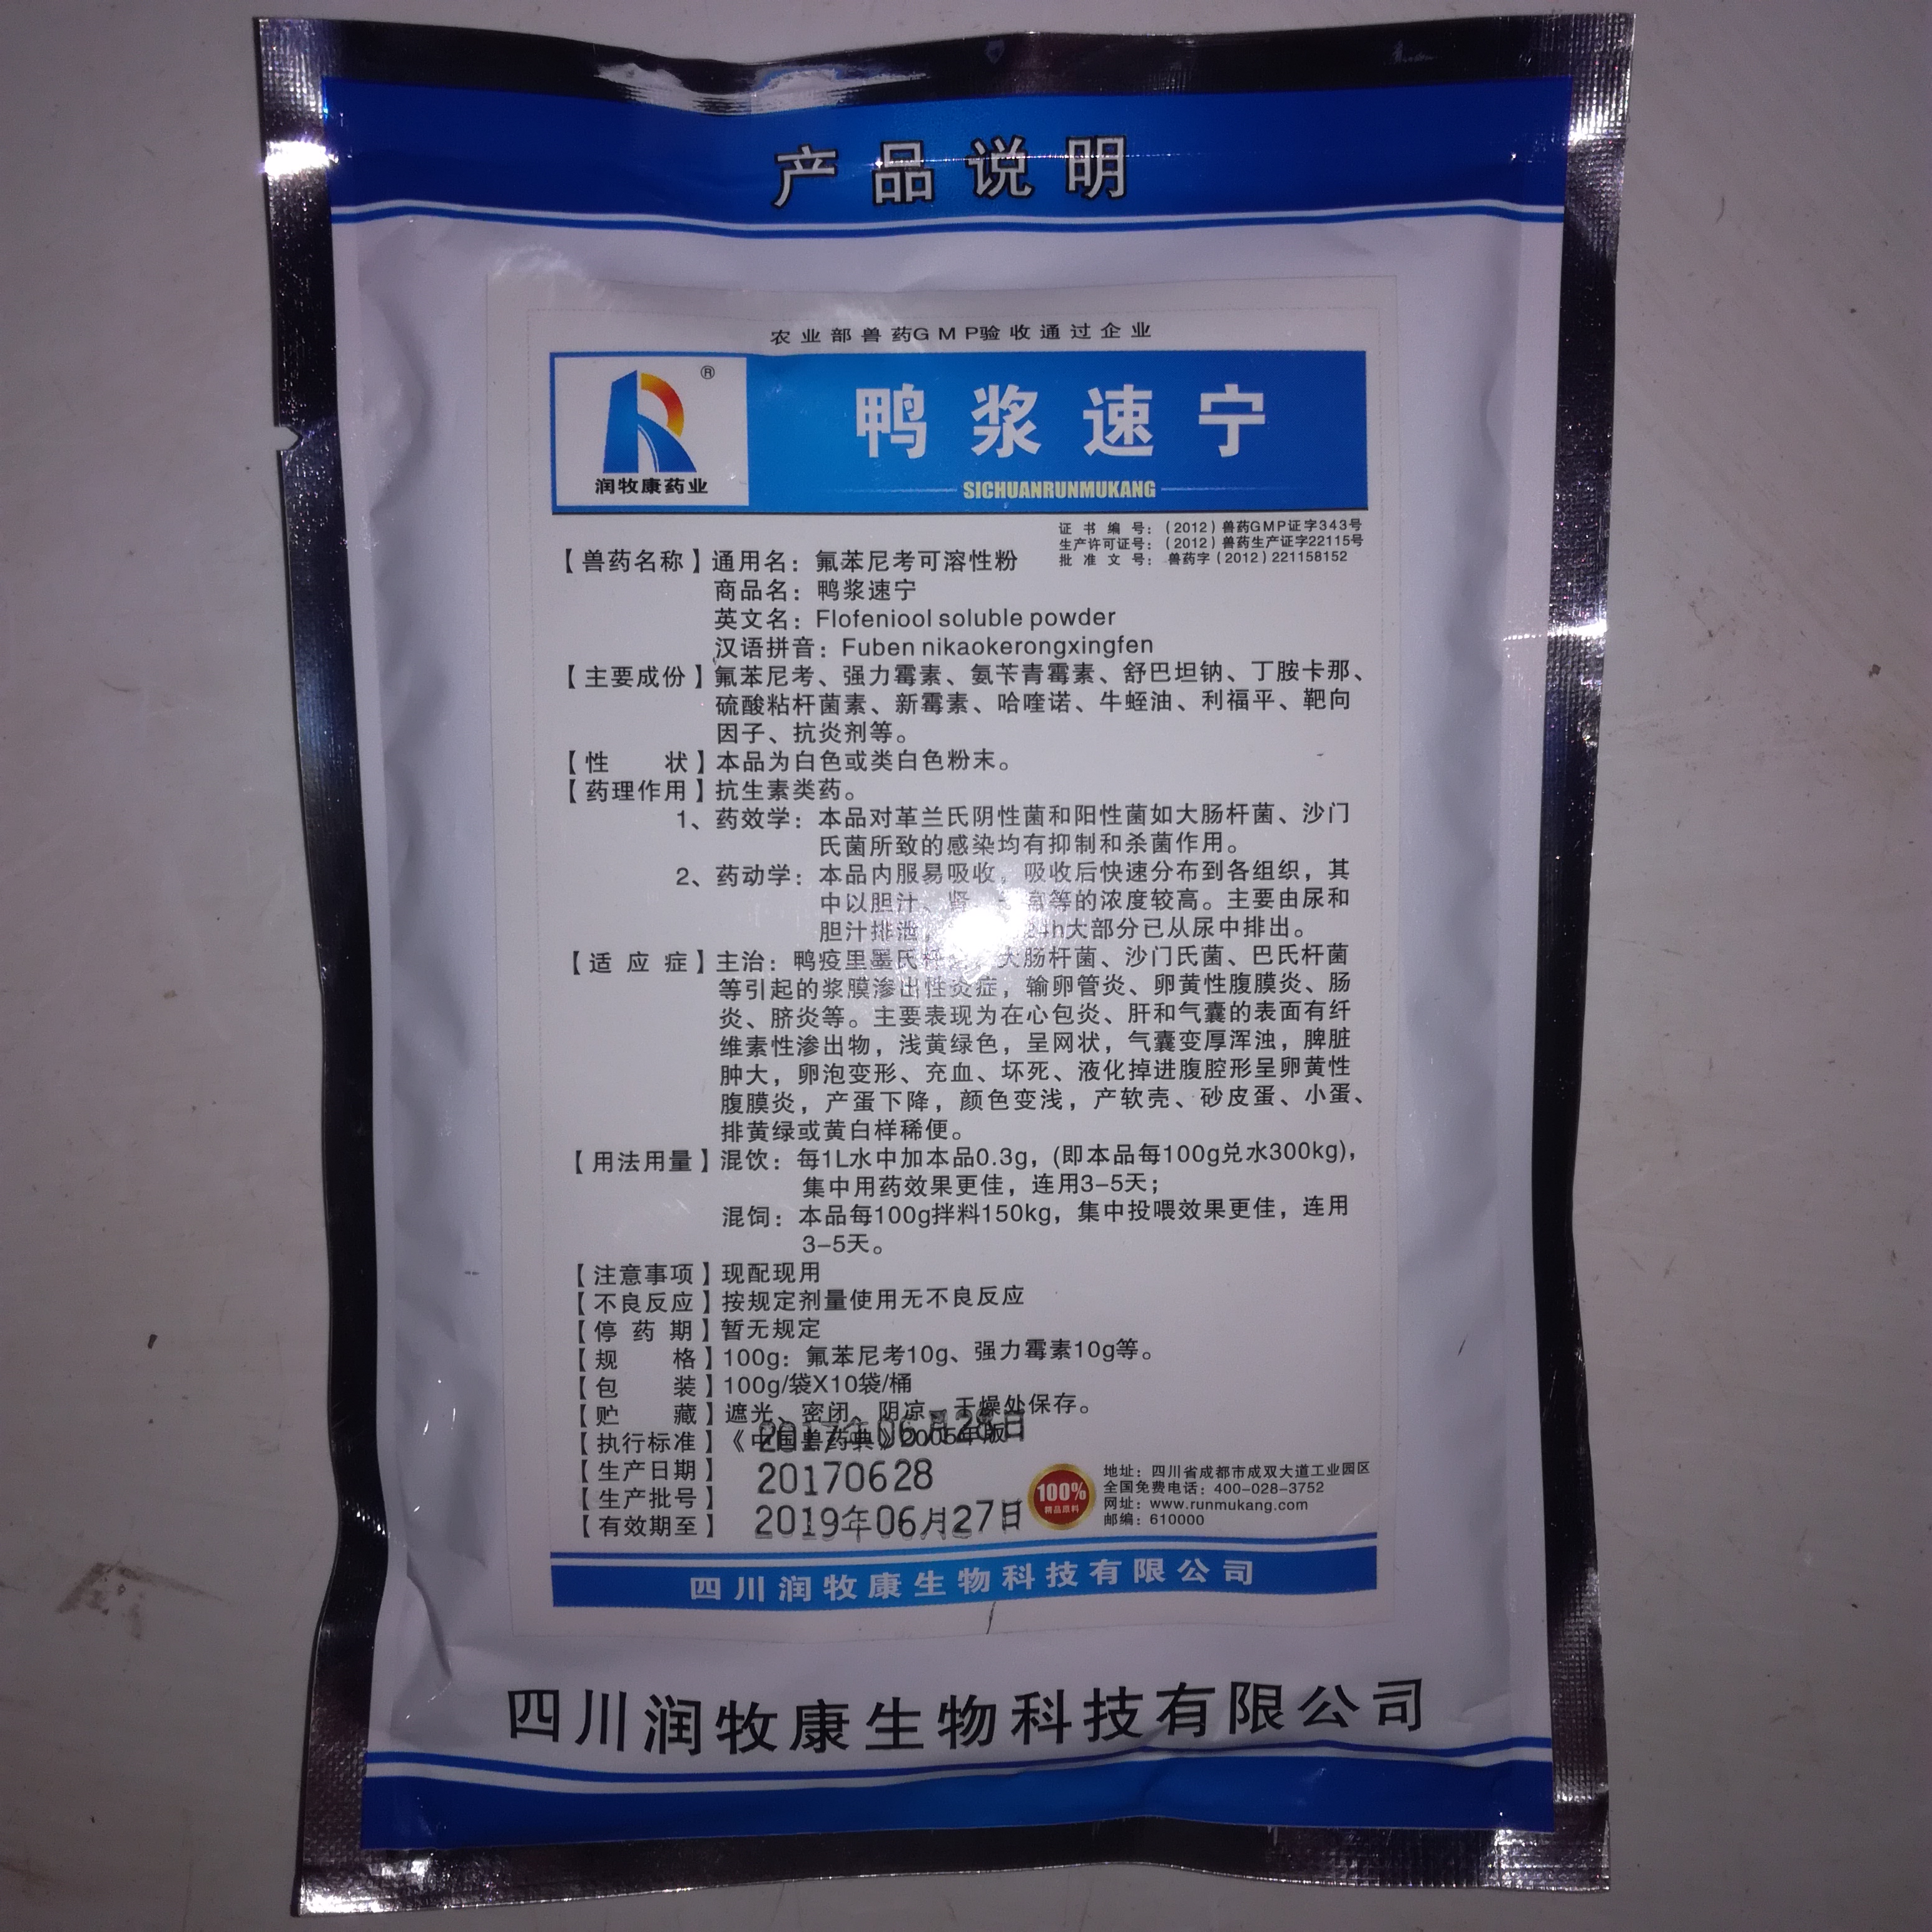 产品说明
农业部兽药GMP验收通过企业
®
润牧康药业
鸭浆速宁
SICHUANRUNMUKANG
证书编号：（2012）兽药GMP证字343号
生产许可证号：（2012）兽药生产证字22115号
批准文号：兽药字（2012）221158152
【兽药名称】通用名：氟苯尼考可溶性粉
商品名：鸭浆速宁
英文名：Flofeniool soluble powder
汉语拼音：Fuben nikaokerongxingfen
【主要成份】氟苯尼考、强力霉素、氨苄青霉素、舒巴坦钠、丁胺卡那、
硫酸粘杆菌素、新霉素、哈喹诺、牛蛭油、利福平、靶向
因子、抗炎剂等。
【性 状】本品为白色或类白色粉末。
【药理作用】抗生素类药。
1、药效学：本品对革兰氏阴性菌和阳性菌如大肠杆菌、沙门
氏菌所致的感染均有抑制和杀菌作用。
2、药动学：本品内服易吸收。吸收后快速分布到各组织，其
中以胆汁、肾、等的浓度较高。主要由尿和
胆汁排泄，24h大部分已从尿中排出。
【适应症】主治：鸭疫里墨氏杆 大肠杆菌、沙门氏菌、巴氏杆菌
等引起的浆膜渗出性炎症，输卵管炎、卵黄性腹膜炎、肠
炎、脐炎等。主要表现为在心包炎、肝和气囊的表面有纤
维素性渗出物，浅黄绿色，呈网状，气囊变厚浑浊，脾脏
肿大，卵泡变形、充血、坏死、液化掉进腹腔形呈卵黄性
腹膜炎，产蛋下降，颜色变浅，产软壳、砂皮蛋、小蛋、
排黄绿或黄白样稀便。
【用法用量】混饮：每1L水中加本品0.3g，(即本品每100g兑水300kg)，
集中用药效果更佳，连用3-5天；
混饲：本品每100g拌料150kg，集中投喂效果更佳，连用
3-5天。
【注意事项】现配现用
【不良反应】按规定剂量使用无不良反应
【停药期】暂无规定
【规 格】100g：氟苯尼考10g、强力霉素10g等。
【包 装】100g/袋X10袋/桶
【贮 藏】遮光、密闭、阴凉、干燥处保存。
2017年06月28日
【执行标准】《中国兽药典》2005年版
【生产日期】
20170628
【生产批号】
【有效期至】2019年06月27日
100%
精品原料
地址：四川省成都市成双大道工业园区
全国免费电话：400-028-3752
网址：www.runmukang.com
邮编：610000
四川润牧康生物科技有限公司
四川润牧康生物科技有限公司